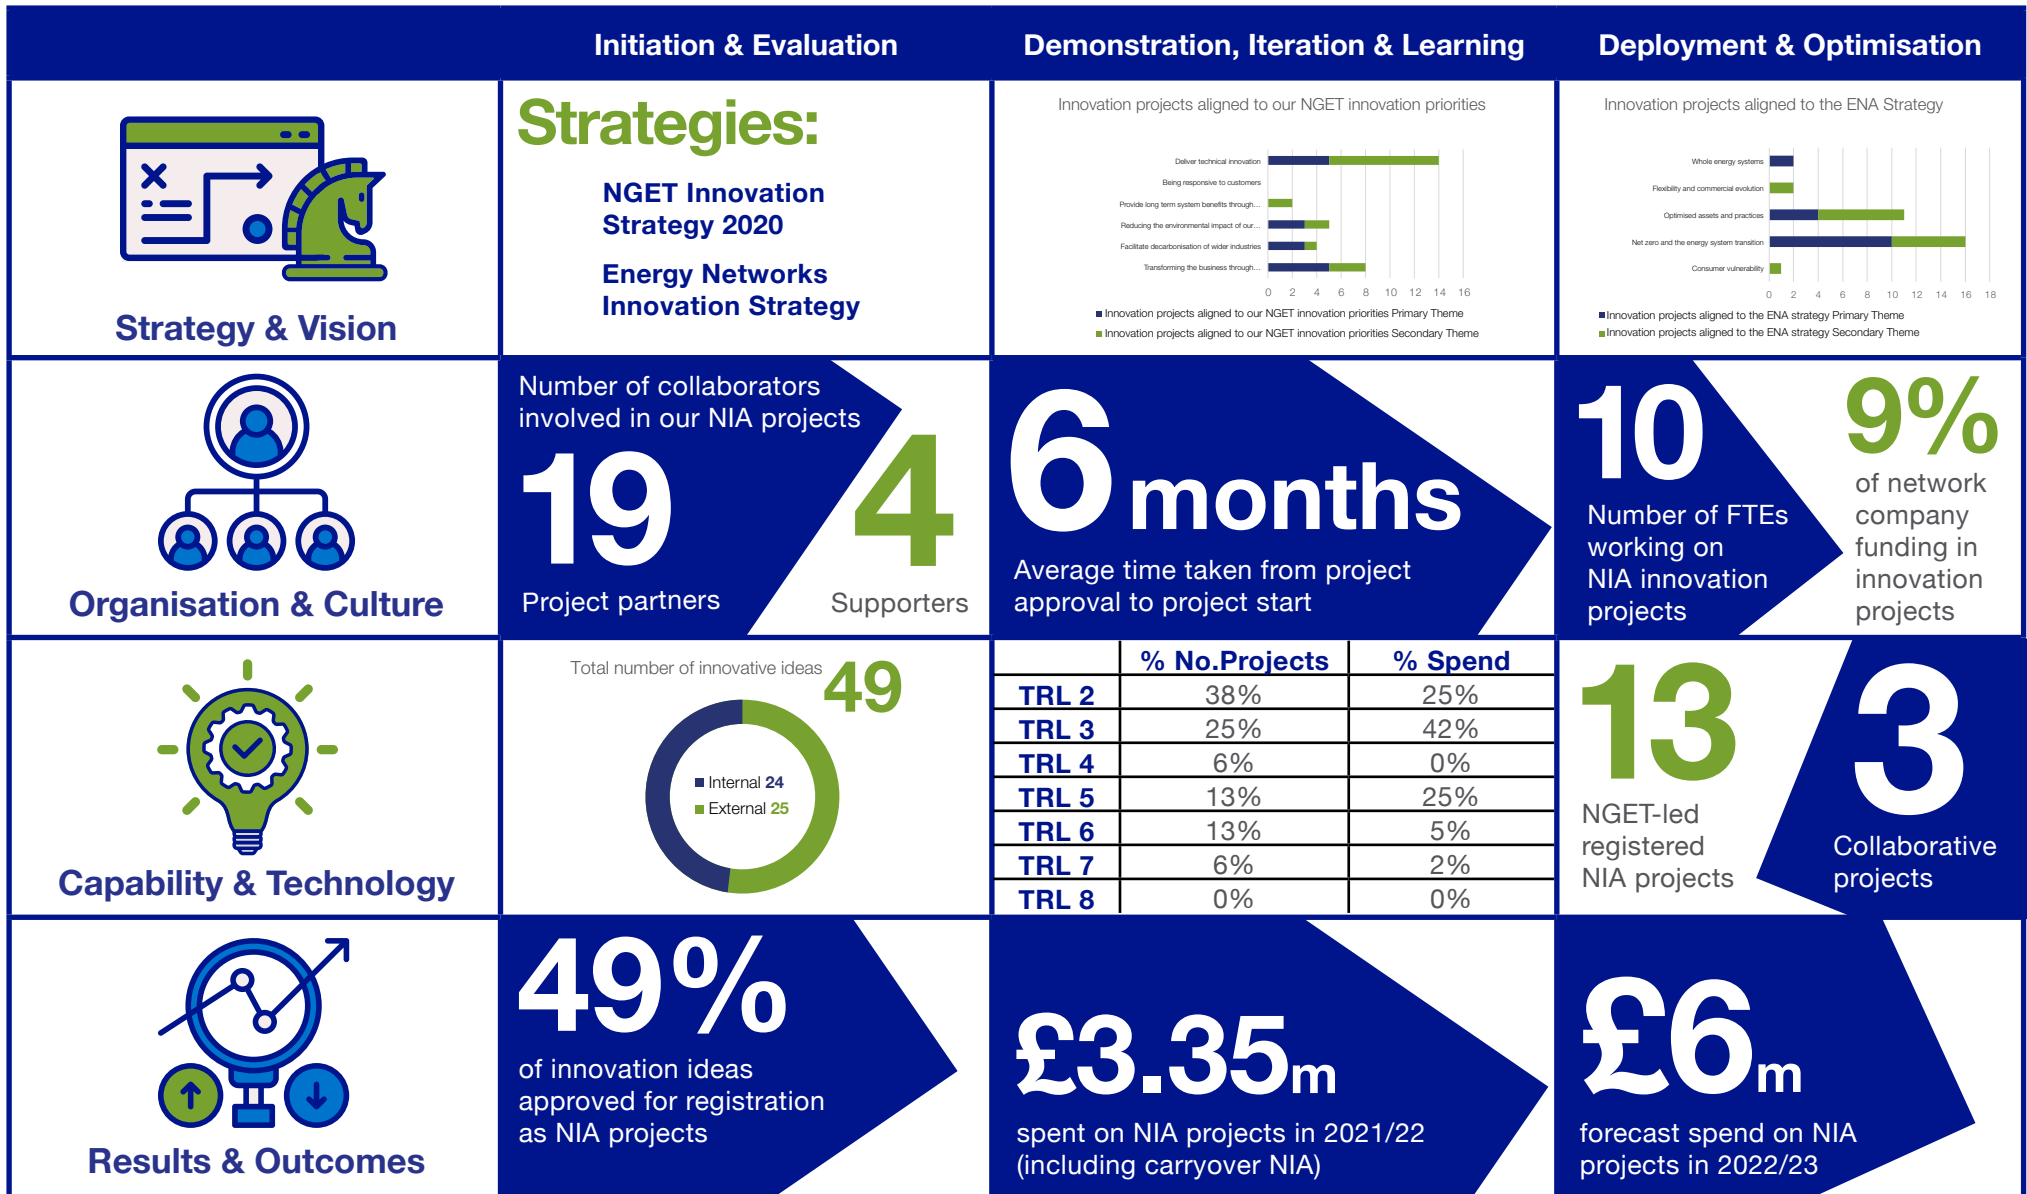 Initiation & Evaluation
Demonstration, Iteration & Learning
Deployment & Optimisation
Strategy & Vision
Strategies:
NGET Innovation
Strategy 2020
Energy Networks
Innovation Strategy
Innovation projects aligned to our NGET innovation priorities
Deliver technical innovation
Being responsive to customers
Provide long term system benefits through...
Reducing the environmental impact of our...
Facilitate decarbonisation of wider industries
Transforming the business through...
0 2 4 6 8 10 12 14 16
Innovation projects aligned to our NGET innovation priorities Primary Theme
Innovation projects aligned to our NGET innovation priorities Secondary Theme
Innovation projects aligned to the ENA Strategy
Whole energy systems
Flexibility and commercial evolution
Optimised assets and practices
Net zero and the energy system transition
Consumer vulnerability
0 2 4 6 8 10 12 14 16 18
Innovation projects aligned to the ENA strategy Primary Theme
Innovation projects aligned to the ENA strategy Secondary Theme
Organisation & Culture
Number of collaborators
involved in our NIA projects
19
Project partners
4
Supporters
6 months
Average time taken from project
approval to project start
10
Number of FTEs
working on
NIA innovation
projects
9%
of network
company
funding in
innovation
projects
Capability & Technology
Total number of innovative ideas 49
Internal 24
External 25
% No.Projects % Spend
TRL 2 38% 25%
TRL 3 25% 42%
TRL 4 6% 0%
TRL 5 13% 25%
TRL 6 13% 5%
TRL 7 6% 2%
TRL 8 0% 0%
13
NGET-led
registered
NIA projects
3
Collaborative
projects
Results & Outcomes
49%
of innovation ideas
approved for registration
as NIA projects
£3.35m
spent on NIA projects in 2021/22
(including carryover NIA)
£6m
forecast spend on NIA
projects in 2022/23